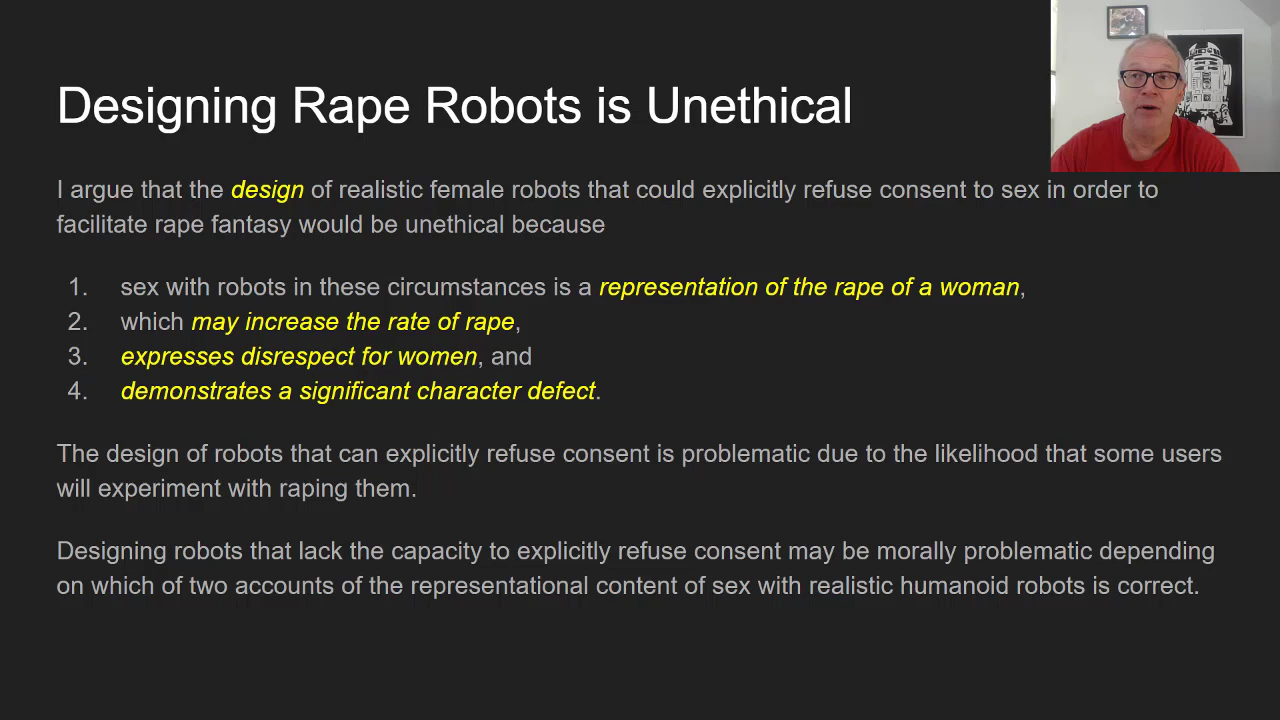 Designing Rape Robots is Unethical
I argue that the design of realistic female robots that could explicitly refuse consent to sex in order to
facilitate rape fantasy would be unethical because
1. sex with robots in these circumstances is a representation of the rape of a woman,
2. which may increase the rate of rape,
3. expresses disrespect for women, and
4. demonstrates a significant character defect.
The design of robots that can explicitly refuse consent is problematic due to the likelihood that some users
will experiment with raping them.
Designing robots that lack the capacity to explicitly refuse consent may be morally problematic depending
on which of two accounts of the representational content of sex with realistic humanoid robots is correct.